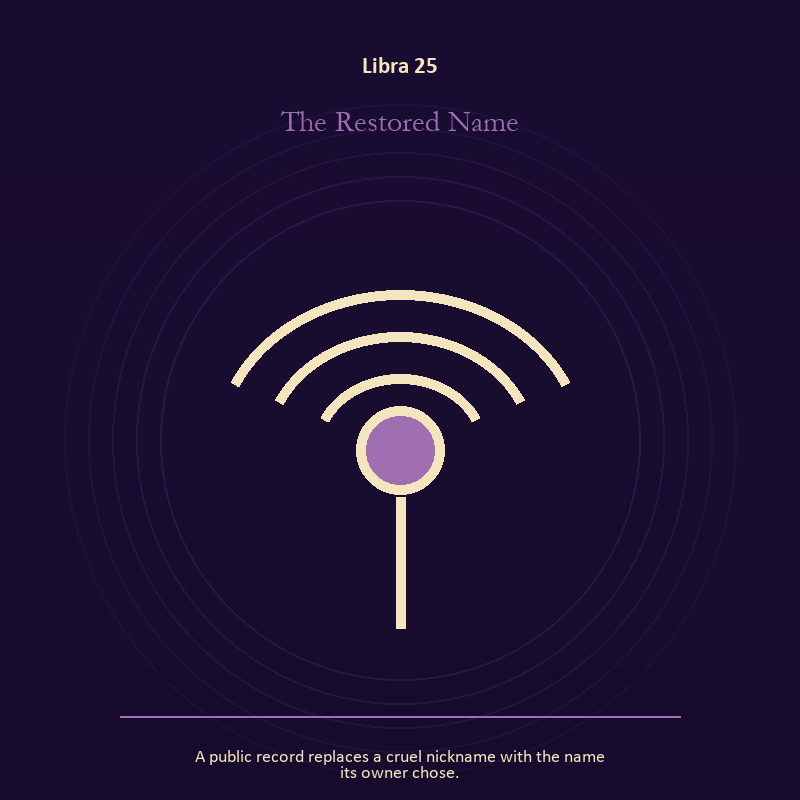 Libra 25
The Restored Name
A public record replaces a cruel nickname with the name
its owner chose.